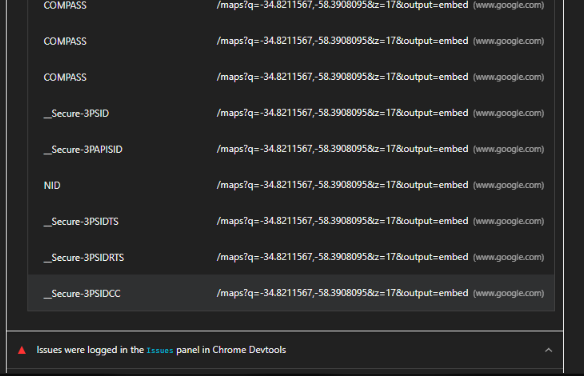 COMPASS /maps?q=-34.8211567,-58.3908095&z=17&output=embed (www.google.com)
COMPASS /maps?q=-34.8211567,-58.3908095&z=17&output=embed (www.google.com)
COMPASS /maps?q=-34.8211567,-58.3908095&z=17&output=embed (www.google.com)
__Secure-3PSID /maps?q=-34.8211567,-58.3908095&z=17&output=embed (www.google.com)
__Secure-3PAPISID /maps?q=-34.8211567,-58.3908095&z=17&output=embed (www.google.com)
NID /maps?q=-34.8211567,-58.3908095&z=17&output=embed (www.google.com)
__Secure-3PSIDTS /maps?q=-34.8211567,-58.3908095&z=17&output=embed (www.google.com)
__Secure-3PSIDRTS /maps?q=-34.8211567,-58.3908095&z=17&output=embed (www.google.com)
__Secure-3PSIDCC /maps?q=-34.8211567,-58.3908095&z=17&output=embed (www.google.com)
Issues were logged in the Issues panel in Chrome Devtools